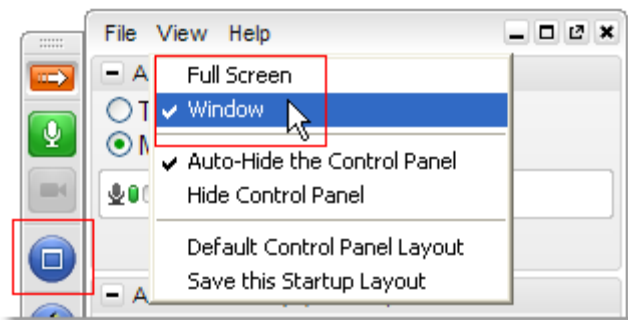 File View Help
Full Screen
Window
Auto-Hide the Control Panel
Hide Control Panel
Default Control Panel Layout
Save this Startup Layout